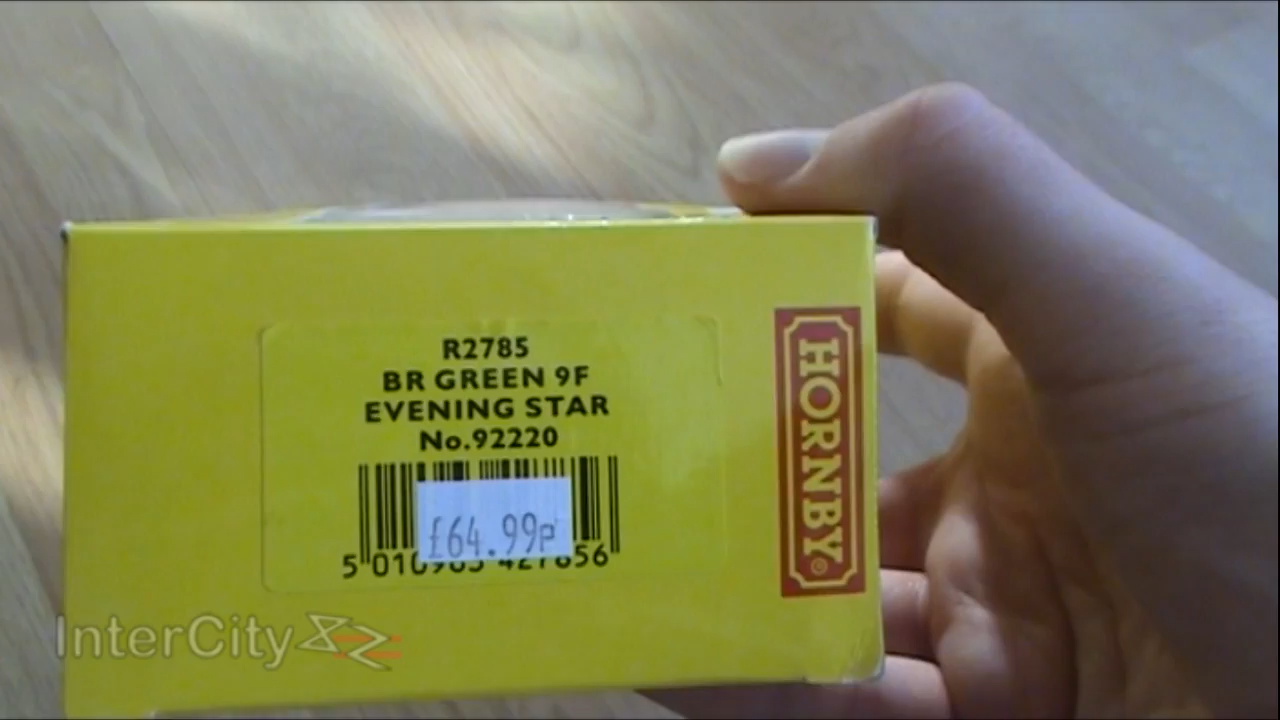 R2785
BR GREEN 9F
EVENING STAR
No.92220
£64.99p
HORNBY®
InterCity